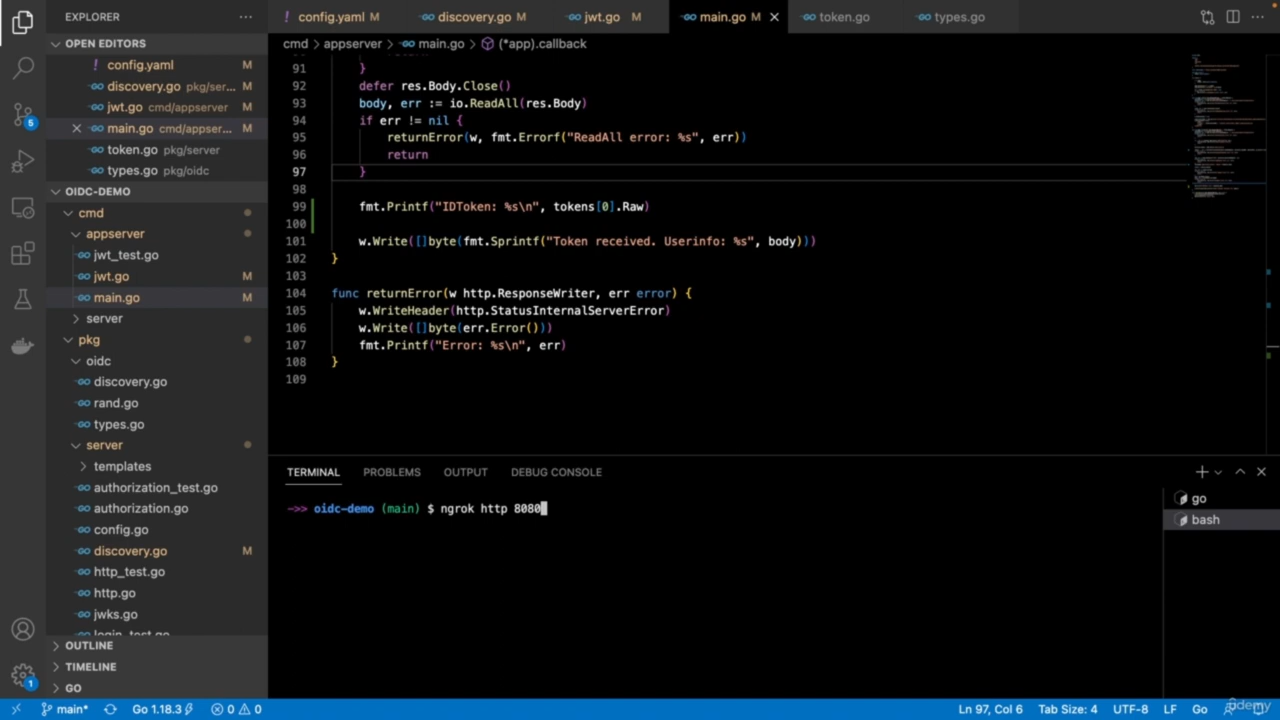 EXPLORER
config.yaml M
discovery.go M
jwt.go M
main.go M
token.go
types.go
OPEN EDITORS
config.yaml M
discovery.go pkg/ser... M
jwt.go cmd/appserver M
main.go cmd/appser... M
token.go pkg/server
types.go pkg/oidc
OIDC-DEMO
cmd
appserver
jwt_test.go
jwt.go M
main.go M
server
pkg
oidc
discovery.go
rand.go
types.go
server
templates
authorization_test.go
authorization.go
config.go
discovery.go M
http_test.go
http.go
jwks.go
login_test.go
OUTLINE
TIMELINE
GO
5
1
cmd > appserver > main.go > (*app).callback
91 }
92 defer res.Body.Close()
93 body, err := io.ReadAll(res.Body)
94 if err != nil {
95 returnError(w, fmt.Errorf("ReadAll error: %s", err))
96 return
97 }
98
99 fmt.Printf("IDToken: %s\n", tokens[0].Raw)
100
101 w.Write([]byte(fmt.Sprintf("Token received. Userinfo: %s", body)))
102 }
103
104 func returnError(w http.ResponseWriter, err error) {
105 w.WriteHeader(http.StatusInternalServerError)
106 w.Write([]byte(err.Error()))
107 fmt.Printf("Error: %s\n", err)
108 }
109
TERMINAL PROBLEMS OUTPUT DEBUG CONSOLE
->> oidc-demo (main) $ ngrok http 8080
go
bash
main* Go 1.18.3 0 0 Ln 97, Col 6 Tab Size: 4 UTF-8 LF Go
udemy